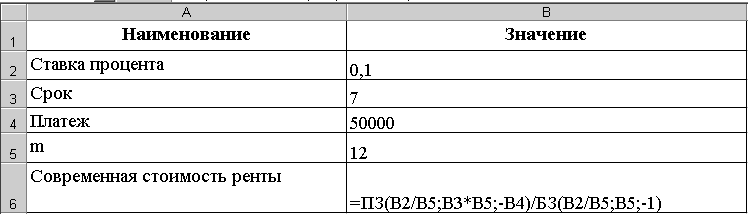 A B
1 Наименование Значение
2 Ставка процента 0,1
3 Срок 7
4 Платеж 50000
5 m 12
6 Современная стоимость ренты =ПЗ(B2/B5;B3*B5;-B4)/БЗ(B2/B5;B5;-1)